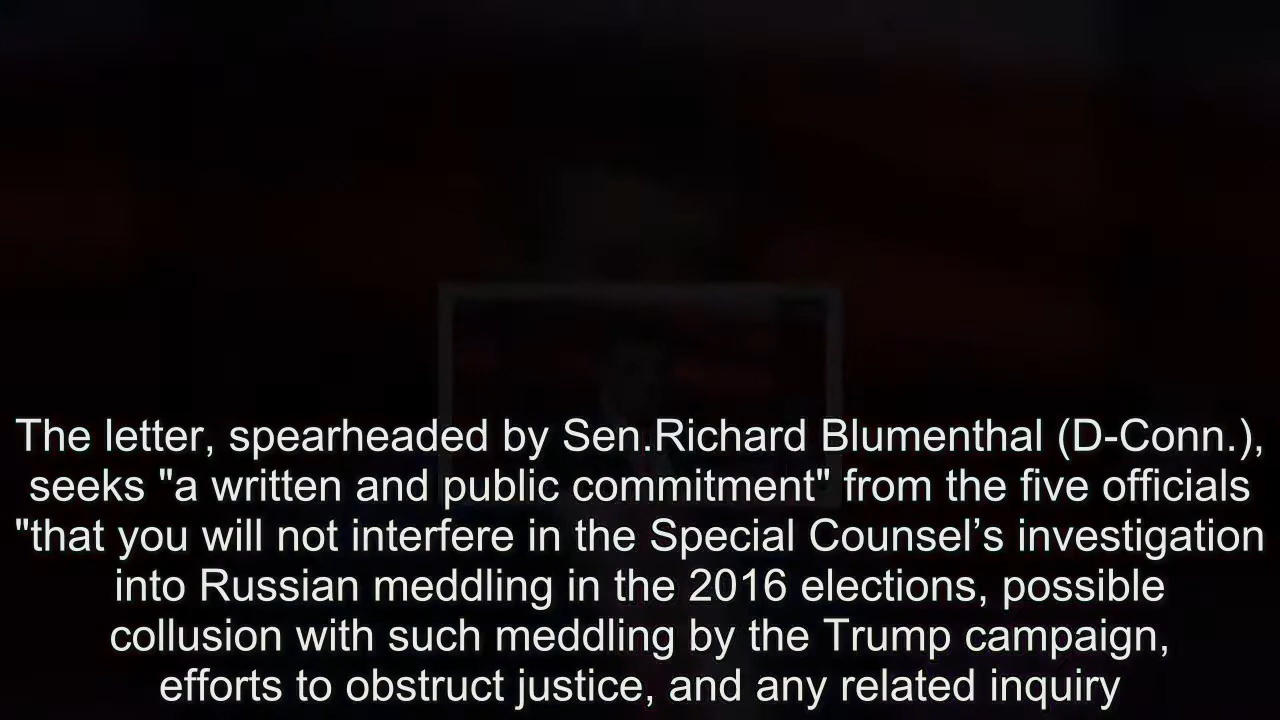 The letter, spearheaded by Sen.Richard Blumenthal (D-Conn.),
seeks "a written and public commitment" from the five officials
"that you will not interfere in the Special Counsel’s investigation
into Russian meddling in the 2016 elections, possible
collusion with such meddling by the Trump campaign,
efforts to obstruct justice, and any related inquiry